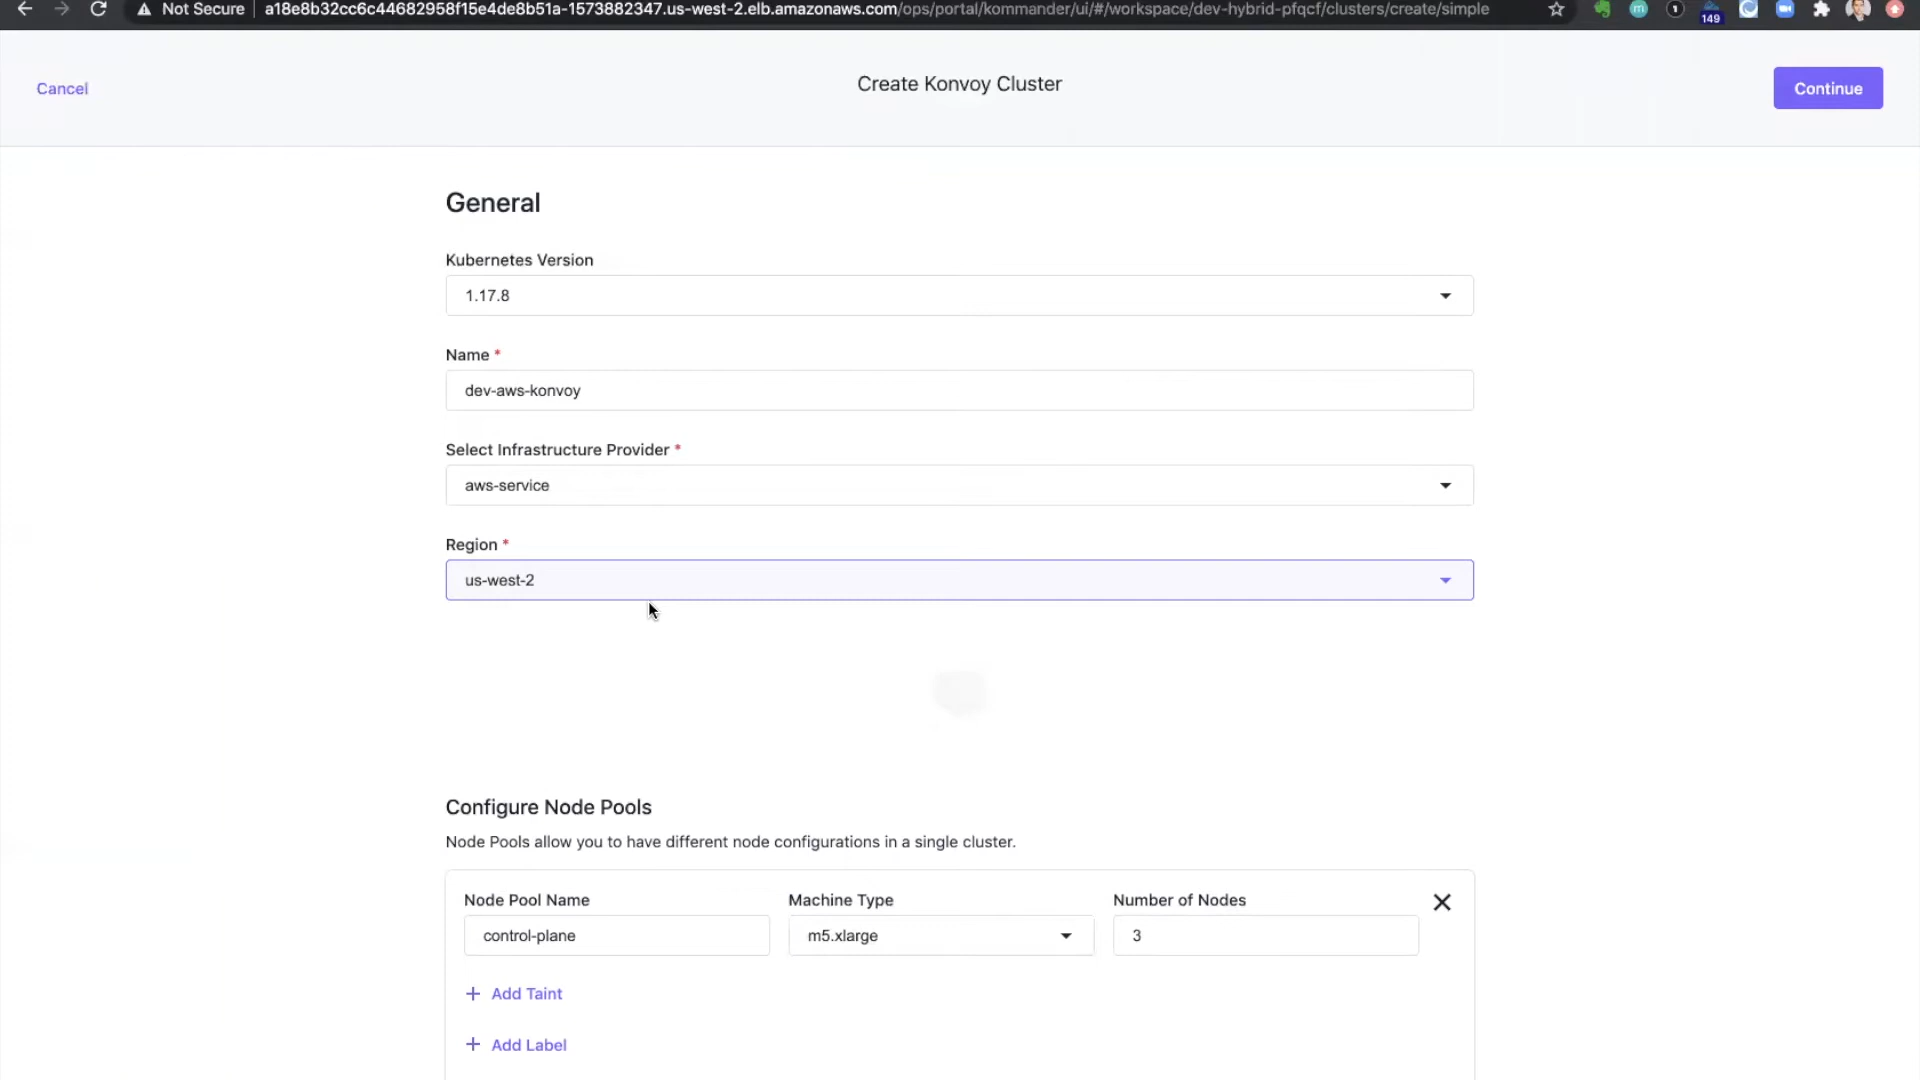 Not Secure a18e8b32cc6c44682958f15e4de8b51a-1573882347.us-west-2.elb.amazonaws.com/ops/portal/kommander/ui/#/workspace/dev-hybrid-pfqcf/clusters/create/simple
149
Cancel
Create Konvoy Cluster
Continue
General
Kubernetes Version
1.17.8
Name *
dev-aws-konvoy
Select Infrastructure Provider *
aws-service
Region *
us-west-2
Configure Node Pools
Node Pools allow you to have different node configurations in a single cluster.
Node Pool Name Machine Type Number of Nodes
control-plane m5.xlarge 3
+ Add Taint
+ Add Label